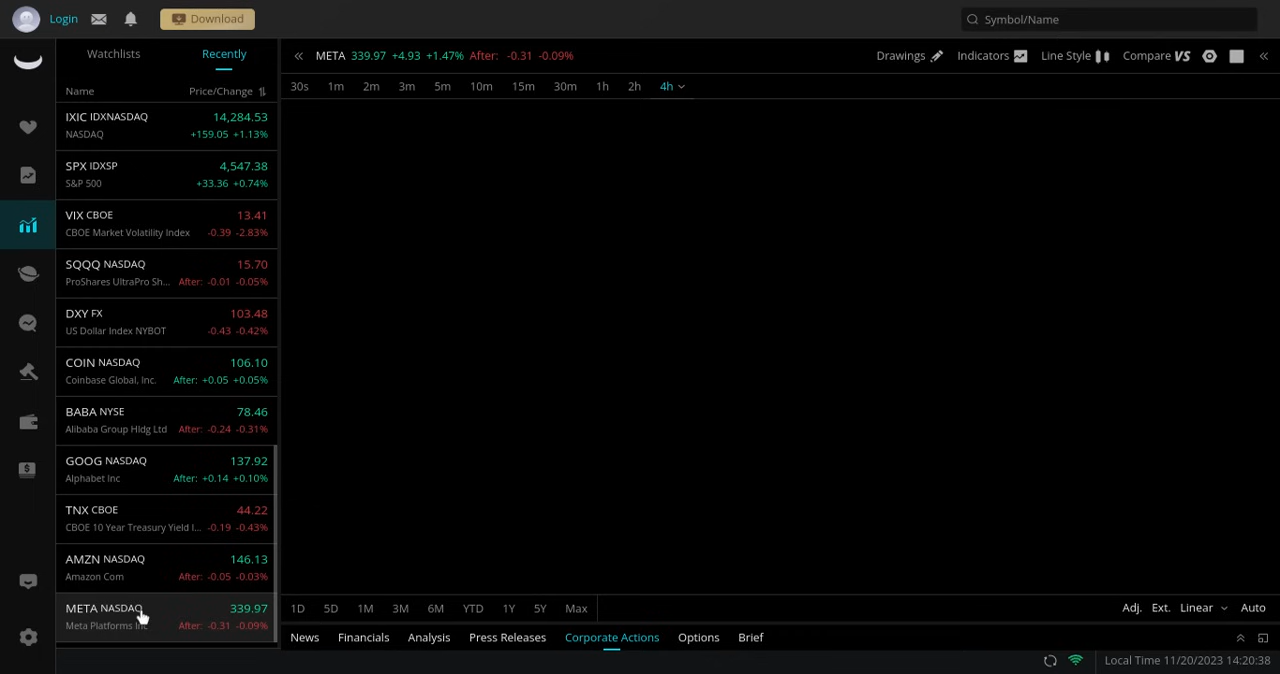 Login
Download
Symbol/Name
Watchlists Recently
META 339.97 +4.93 +1.47% After: -0.31 -0.09%
Drawings Indicators Line Style Compare VS
Name Price/Change
30s 1m 2m 3m 5m 10m 15m 30m 1h 2h 4h
IXIC IDXNASDAQ 14,284.53
NASDAQ +159.05 +1.13%
SPX IDXSP 4,547.38
S&P 500 +33.36 +0.74%
VIX CBOE 13.41
CBOE Market Volatility Index -0.39 -2.83%
SQQQ NASDAQ 15.70
ProShares UltraPro Sh... After: -0.01 -0.05%
DXY FX 103.48
US Dollar Index NYBOT -0.43 -0.42%
COIN NASDAQ 106.10
Coinbase Global, Inc. After: +0.05 +0.05%
BABA NYSE 78.46
Alibaba Group Hldg Ltd After: -0.24 -0.31%
GOOG NASDAQ 137.92
Alphabet Inc After: +0.14 +0.10%
TNX CBOE 44.22
CBOE 10 Year Treasury Yield I... -0.19 -0.43%
AMZN NASDAQ 146.13
Amazon Com After: -0.05 -0.03%
META NASDAQ 339.97
Meta Platforms Inc After: -0.31 -0.09%
1D 5D 1M 3M 6M YTD 1Y 5Y Max
Adj. Ext. Linear Auto
News Financials Analysis Press Releases Corporate Actions Options Brief
Local Time 11/20/2023 14:20:38